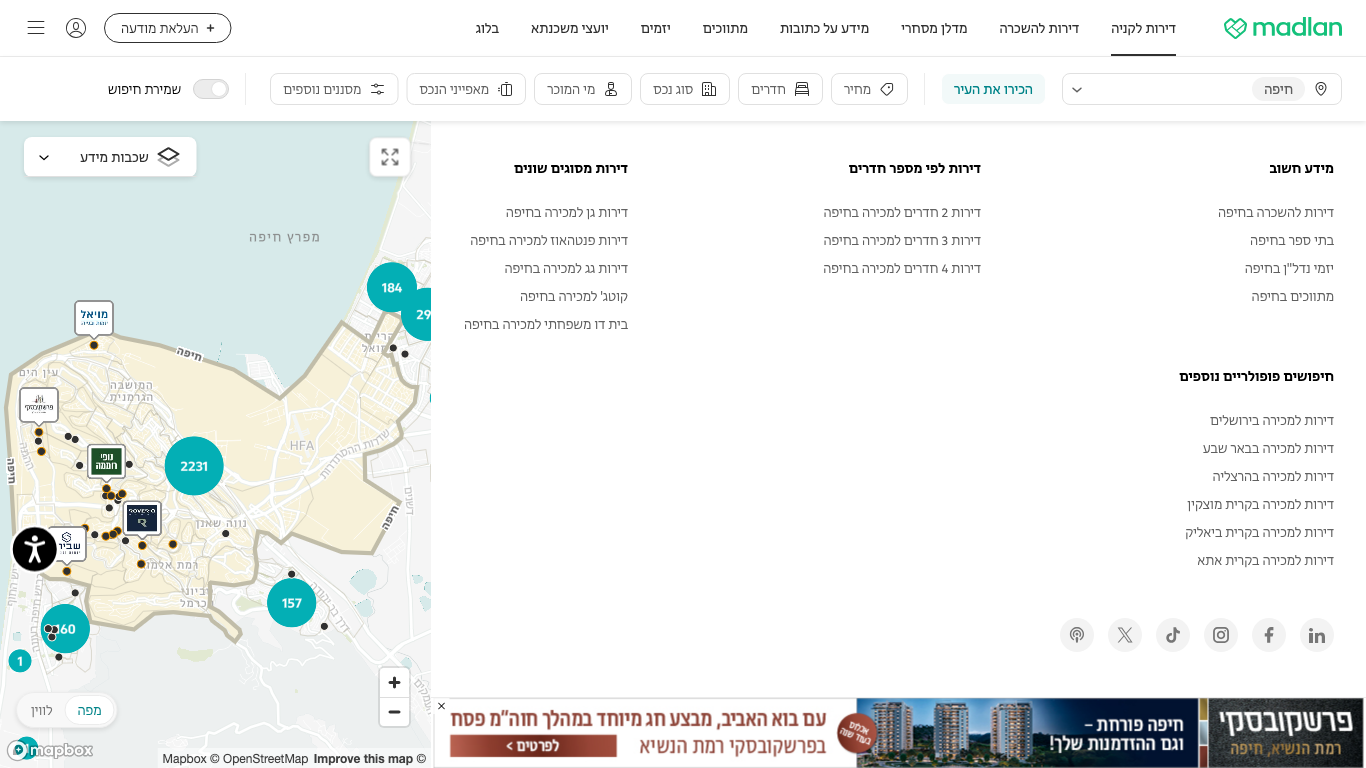 madlan
דירות לקניה
דירות להשכרה
מדלן מסחרי
מידע על כתובות
מתווכים
יזמים
יועצי משכנתא
בלוג
+ העלאת מודעה
חיפה
הכירו את העיר
מחיר
חדרים
סוג נכס
מי המוכר
מאפייני הנכס
מסננים נוספים
שמירת חיפוש
מידע חשוב
דירות להשכרה בחיפה
בתי ספר בחיפה
יזמי נדל"ן בחיפה
מתווכים בחיפה
דירות לפי מספר חדרים
דירות 2 חדרים למכירה בחיפה
דירות 3 חדרים למכירה בחיפה
דירות 4 חדרים למכירה בחיפה
דירות מסוגים שונים
דירות גן למכירה בחיפה
דירות פנטהאוז למכירה בחיפה
דירות גג למכירה בחיפה
קוטג' למכירה בחיפה
בית דו משפחתי למכירה בחיפה
חיפושים פופולריים נוספים
דירות למכירה בירושלים
דירות למכירה בבאר שבע
דירות למכירה בהרצליה
דירות למכירה בקרית מוצקין
דירות למכירה בקרית ביאליק
דירות למכירה בקרית אתא
שכבות מידע
מפרץ חיפה
184
29
מויאל
חיפה
עין הים
המושבה
הגרמנית
פרשקובסקי
HFA
שדרות ההסתדרות
2231
נופי
חממה
חיפה
חיפה
נווה שאנן
שביר
רמת אלמוגי
כרמל
157
160
1
מפה
לווין
mapbox
Mapbox © OpenStreetMap Improve this map ©
פרשקובסקי
רמת הנשיא, חיפה
חיפה פורחת –
וגם ההזדמנות שלך!
אכלוס
בעוד שנה
עם בוא האביב, מבצע חג מיוחד במהלך חוה"מ פסח
בפרשקובסקי רמת הנשיא
לפרטים >